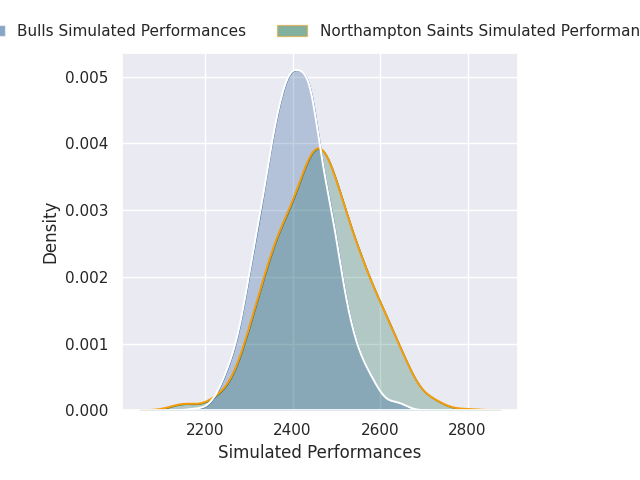 Bulls Simulated Performances
Northampton Saints Simulated Performan
0.005
0.004
0.003
0.002
0.001
0.000
Density
2200 2400 2600 2800
Simulated Performances